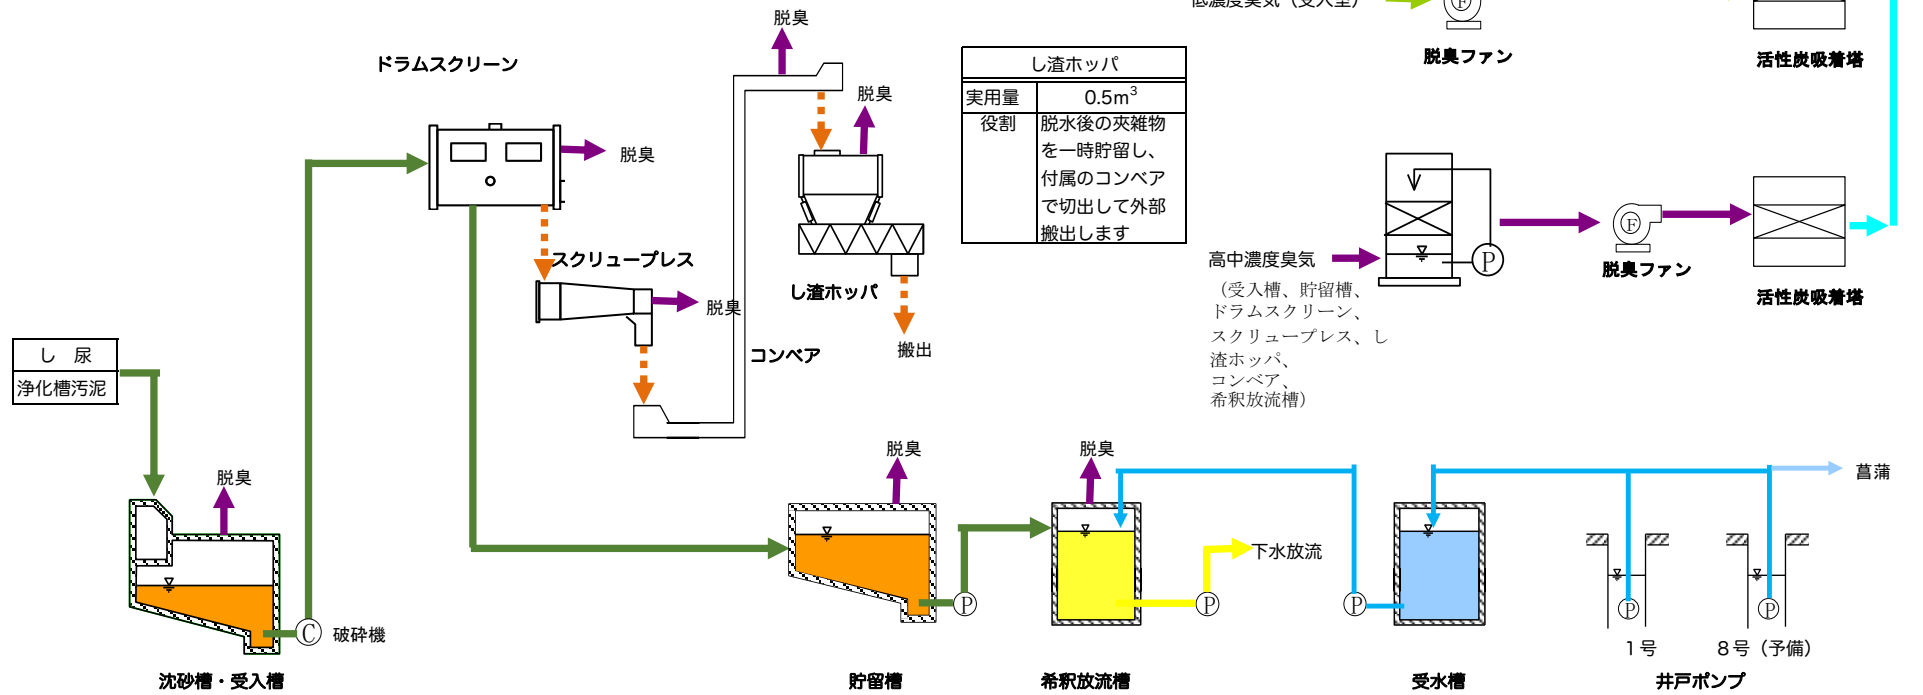 低濃度臭気（受入室）
F
脱臭ファン
活性炭吸着塔
脱臭
ドラムスクリーン
脱臭
脱臭
し渣ホッパ
実用量
0.5m³
役割
脱水後の夾雑物
を一時貯留し、
付属のコンベア
で切出して外部
搬出します
スクリュープレス
脱臭
し渣ホッパ
搬出
コンベア
高中濃度臭気
（受入槽、貯留槽、
ドラムスクリーン、
スクリュープレス、し
渣ホッパ、
コンベア、
希釈放流槽）
P
F
脱臭ファン
活性炭吸着塔
し 尿
浄化槽汚泥
脱臭
C
破砕機
沈砂槽・受入槽
脱臭
P
貯留槽
脱臭
P
下水放流
希釈放流槽
P
受水槽
菖蒲
P
1号
P
8号（予備）
井戸ポンプ